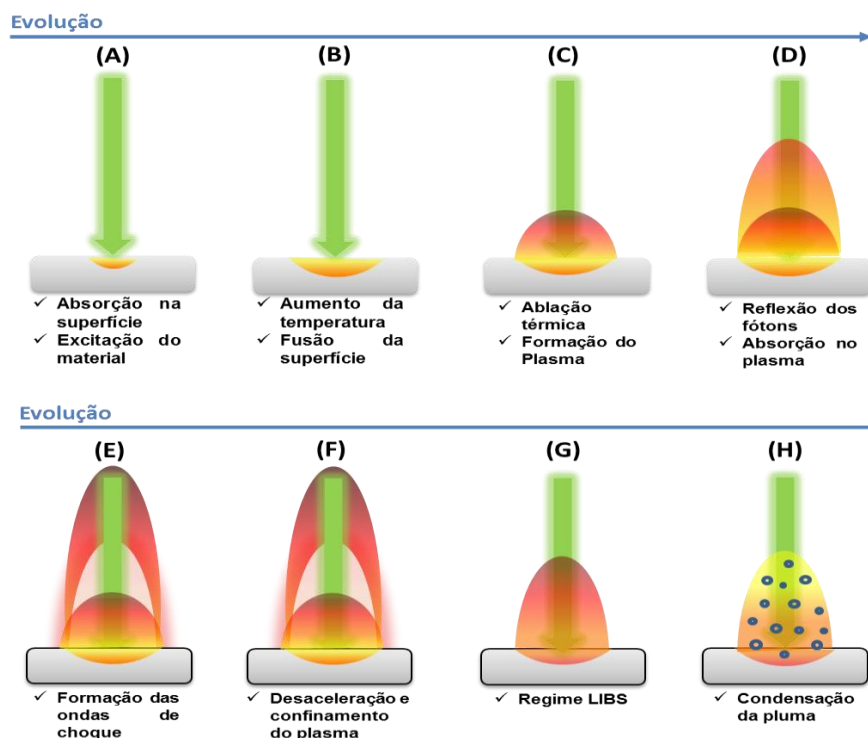 Evolução
(A)
(B)
(C)
(D)
✓ Absorção na
superfície
✓ Excitação do
material
✓ Aumento da
temperatura
✓ Fusão da
superfície
✓ Ablação
térmica
✓ Formação do
Plasma
✓ Reflexão dos
fótons
✓ Absorção no
plasma
Evolução
(E)
(F)
(G)
(H)
✓ Formação das
ondas de
choque
✓ Desaceleração e
confinamento
do plasma
✓ Regime LIBS
✓ Condensação
da pluma